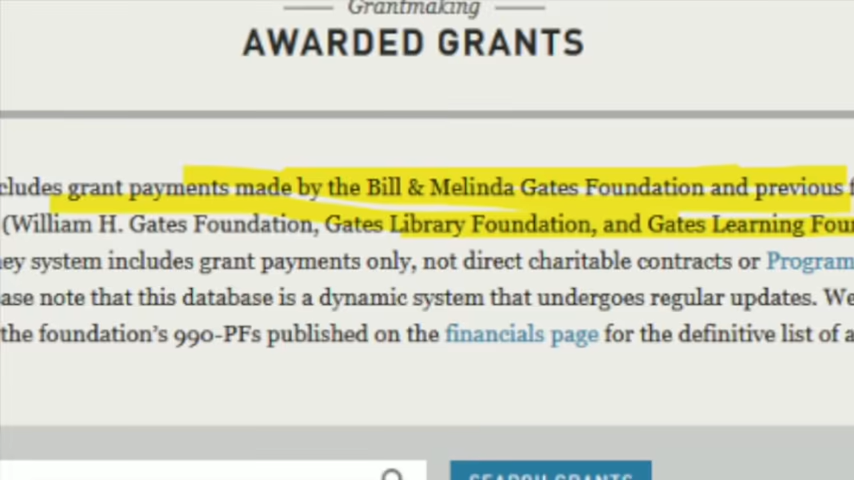 Grantmaking
AWARDED GRANTS
cludes grant payments made by the Bill & Melinda Gates Foundation and previous f
(William H. Gates Foundation, Gates Library Foundation, and Gates Learning Foun
ey system includes grant payments only, not direct charitable contracts or Program
ase note that this database is a dynamic system that undergoes regular updates. We
the foundation's 990-PFs published on the financials page for the definitive list of a
SEARCH GRANTS